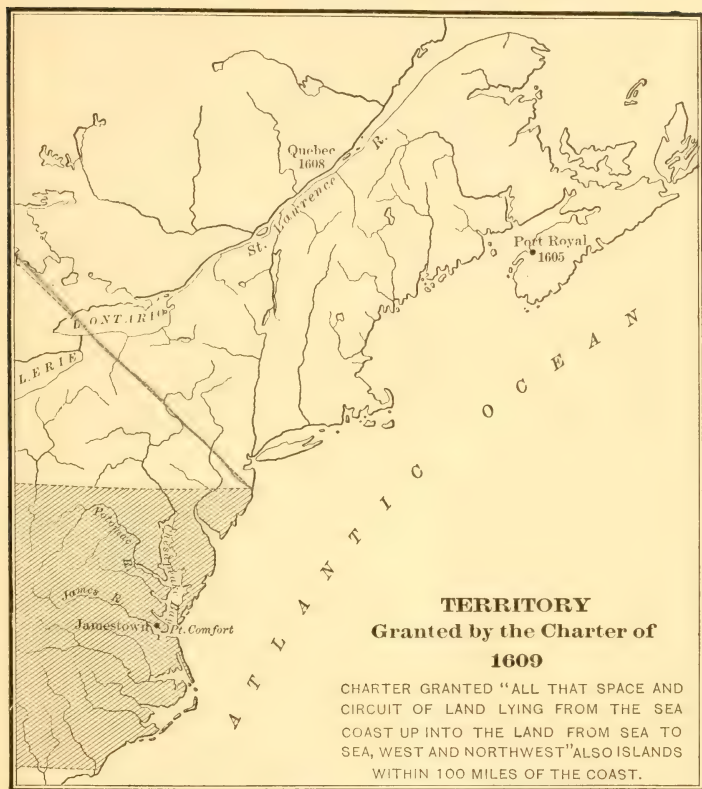 Quebec
1608
St. Lawrence R.
Port Royal
1605
L. ONTARIO
L. ERIE
ATLANTIC OCEAN
Potomac R.
Chesapeake Bay
James R.
Jamestown
Pt. Comfort
TERRITORY
Granted by the Charter of
1609
CHARTER GRANTED "ALL THAT SPACE AND
CIRCUIT OF LAND LYING FROM THE SEA
COAST UP INTO THE LAND FROM SEA TO
SEA, WEST AND NORTHWEST" ALSO ISLANDS
WITHIN 100 MILES OF THE COAST.